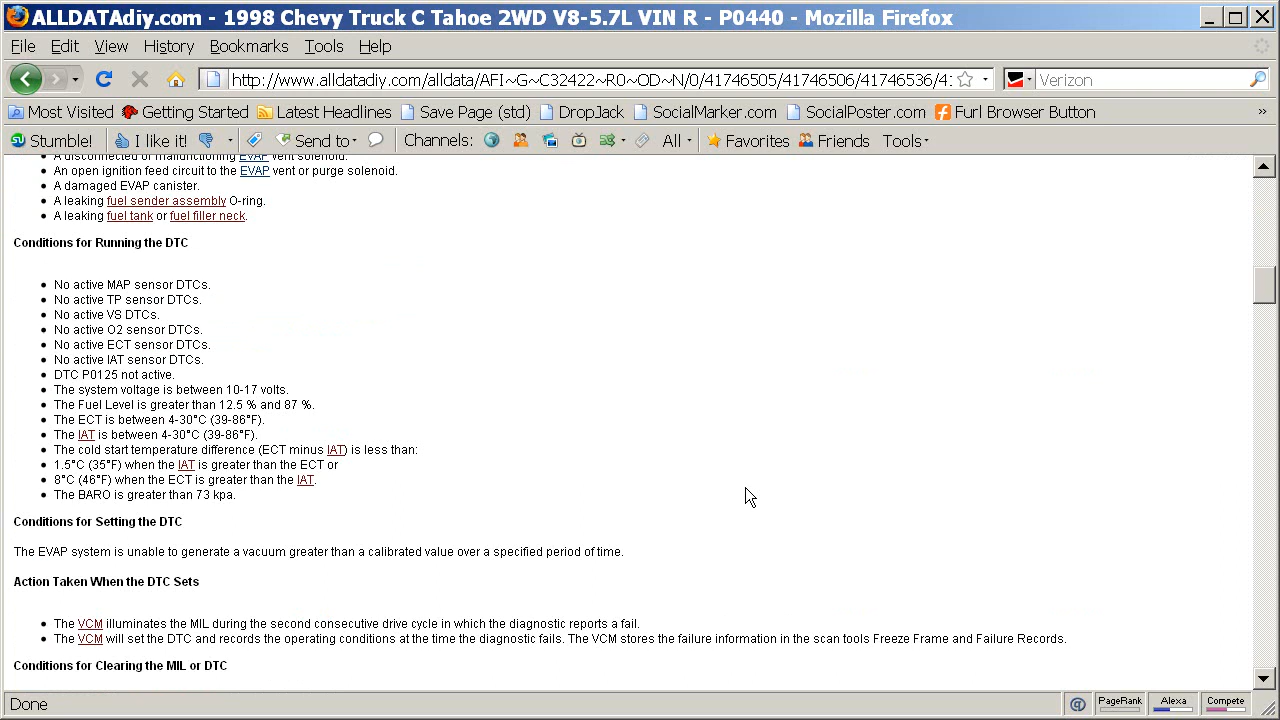 ALLDATAdiy.com - 1998 Chevy Truck C Tahoe 2WD V8-5.7L VIN R - P0440 - Mozilla Firefox
File Edit View History Bookmarks Tools Help
http://www.alldatadiy.com/alldata/AFI~G~C32422~R0~OD~N/0/41746505/41746506/41746536/4: Verizon
Most Visited Getting Started Latest Headlines Save Page (std) DropJack SocialMarker.com SocialPoster.com Furl Browser Button »
Stumble! I like it! Send to Channels: All Favorites Friends Tools
A disconnected or malfunctioning EVAP vent solenoid.
An open ignition feed circuit to the EVAP vent or purge solenoid.
A damaged EVAP canister.
A leaking fuel sender assembly O-ring.
A leaking fuel tank or fuel filler neck.
Conditions for Running the DTC
No active MAP sensor DTCs.
No active TP sensor DTCs.
No active VS DTCs.
No active O2 sensor DTCs.
No active ECT sensor DTCs.
No active IAT sensor DTCs.
DTC P0125 not active.
The system voltage is between 10-17 volts.
The Fuel Level is greater than 12.5 % and 87 %.
The ECT is between 4-30°C (39-86°F).
The IAT is between 4-30°C (39-86°F).
The cold start temperature difference (ECT minus IAT) is less than:
1.5°C (35°F) when the IAT is greater than the ECT or
8°C (46°F) when the ECT is greater than the IAT.
The BARO is greater than 73 kpa.
Conditions for Setting the DTC
The EVAP system is unable to generate a vacuum greater than a calibrated value over a specified period of time.
Action Taken When the DTC Sets
The VCM illuminates the MIL during the second consecutive drive cycle in which the diagnostic reports a fail.
The VCM will set the DTC and records the operating conditions at the time the diagnostic fails. The VCM stores the failure information in the scan tools Freeze Frame and Failure Records.
Conditions for Clearing the MIL or DTC
Done PageRank Alexa Compete